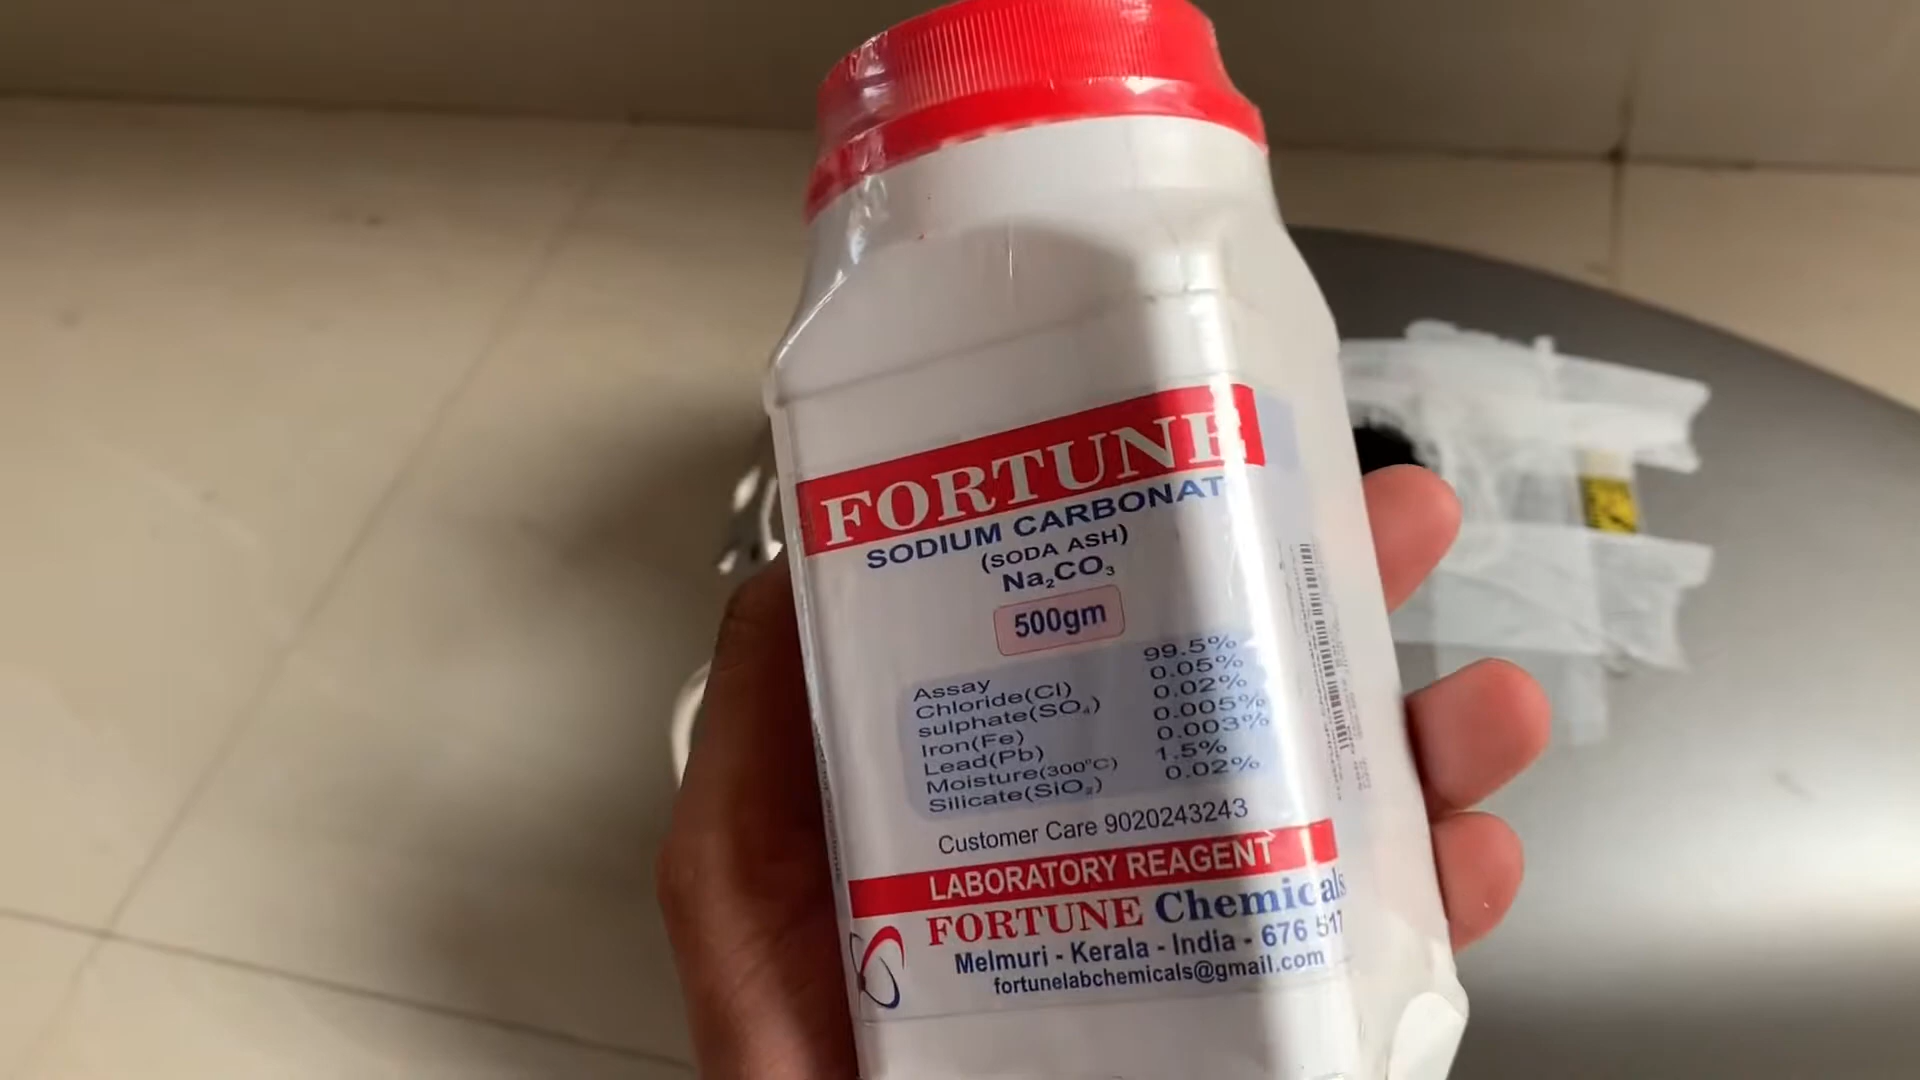 FORTUNE
SODIUM CARBONAT
(SODA ASH)
Na₂CO₃
500gm
Assay 99.5%
Chloride(Cl) 0.05%
sulphate(SO₄) 0.02%
Iron(Fe) 0.005%
Lead(Pb) 0.003%
Moisture(300°C) 1.5%
Silicate(SiO₂) 0.02%
Customer Care 9020243243
LABORATORY REAGENT
FORTUNE Chemicals
Melmuri - Kerala - India - 676 517
fortunelabchemicals@gmail.com